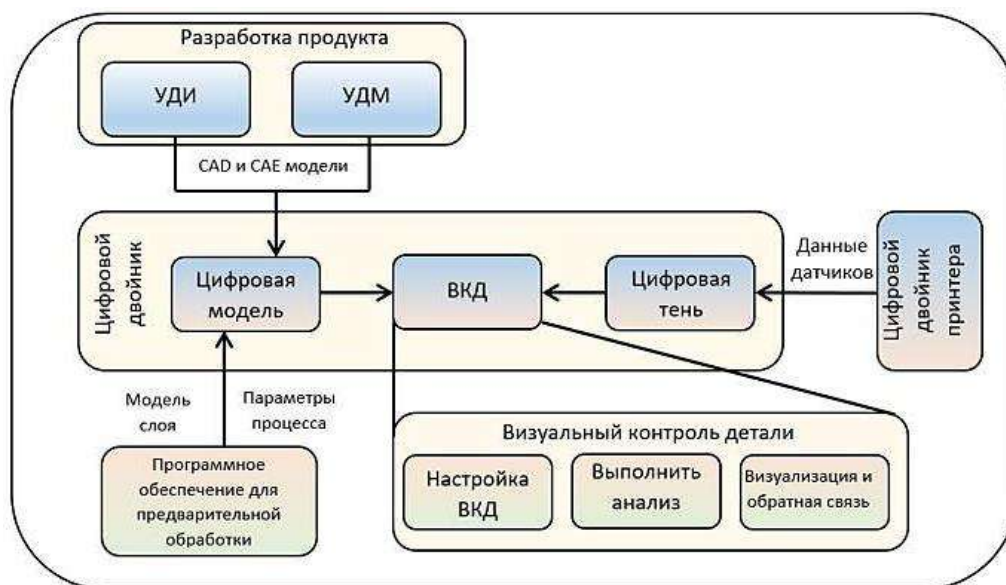 Разработка продукта
УДИ
УДМ
CAD и CAE модели
Цифровой
двойник
Цифровая
модель
ВКД
Цифровая
тень
Данные
датчиков
Цифровой
двойник
принтера
Модель
слоя
Параметры
процесса
Программное
обеспечение для
предварительной
обработки
Визуальный контроль детали
Настройка
ВКД
Выполнить
анализ
Визуализация и
обратная связь